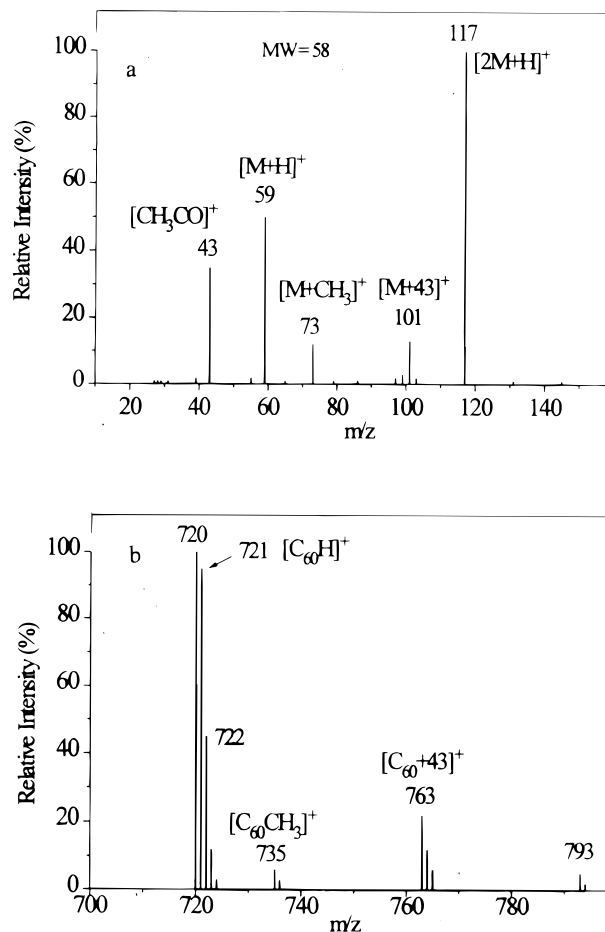 a
MW=58
117
[2M+H]+
[M+H]+
59
[CH3CO]+
43
[M+CH3]+
73
[M+43]+
101
100
80
60
40
20
0
Relative Intensity (%)
20 40 60 80 100 120 140
m/z
b
720
721 [C60H]+
722
[C60CH3]+
735
[C60+43]+
763
793
100
80
60
40
20
0
Relative Intensity (%)
700 720 740 760 780
m/z